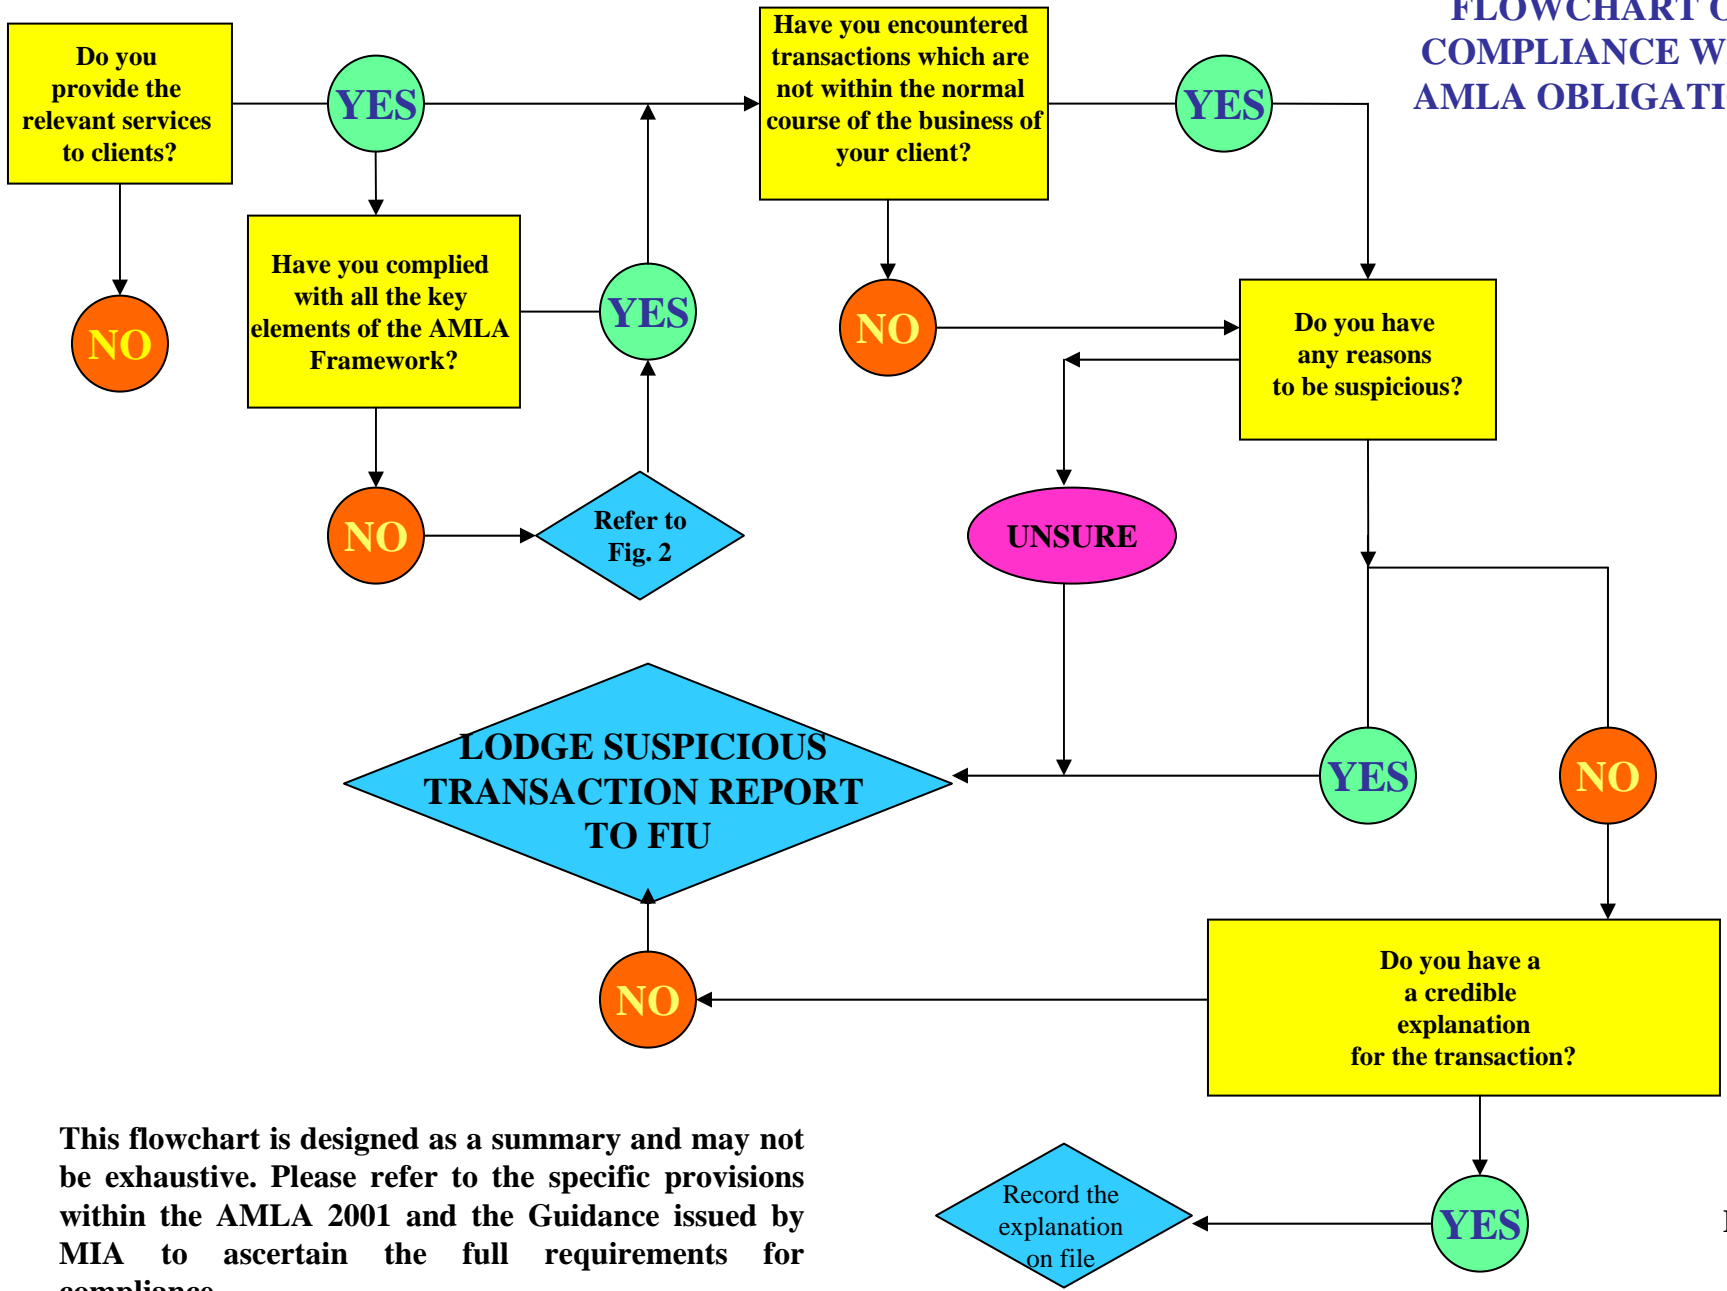 FLOWCHART O
COMPLIANCE W
AMLA OBLIGATI
Do you
provide the
relevant services
to clients?
YES
Have you encountered
transactions which are
not within the normal
course of the business of
your client?
YES
NO
Have you complied
with all the key
elements of the AMLA
Framework?
YES
NO
Refer to
Fig. 2
NO
Do you have
any reasons
to be suspicious?
UNSURE
LODGE SUSPICIOUS
TRANSACTION REPORT
TO FIU
YES
NO
Do you have a
a credible
explanation
for the transaction?
NO
YES
Record the
explanation
on file
This flowchart is designed as a summary and may not
be exhaustive. Please refer to the specific provisions
within the AMLA 2001 and the Guidance issued by
MIA to ascertain the full requirements for
compliance